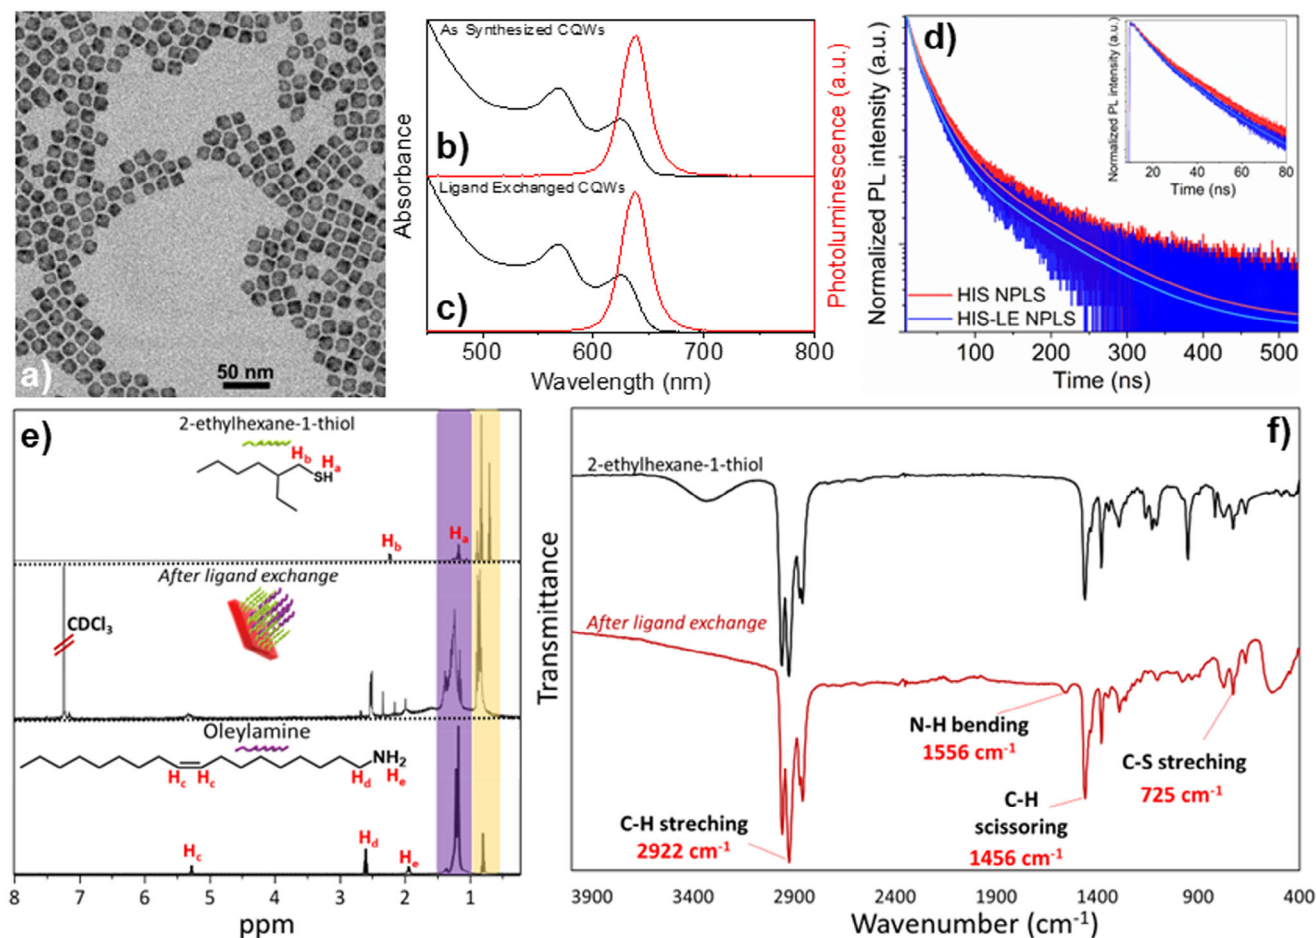 a)
50 nm
As Synthesized CQWs
b)
Ligand Exchanged CQWs
c)
Absorbance
Photoluminescence (a.u.)
500
600
700
800
Wavelength (nm)
d)
Normalized PL intensity (a.u.)
Normalized PL intensity (a.u.)
20
40
60
80
Time (ns)
HIS NPLS
HIS-LE NPLS
100
200
300
400
500
Time (ns)
e)
2-ethylhexane-1-thiol
Hb
Ha
SH
Hb
Ha
After ligand exchange
CDCl3
Oleylamine
NH2
Hc
Hc
Hd
He
Hc
Hd
He
8
7
6
5
4
3
2
1
ppm
f)
2-ethylhexane-1-thiol
After ligand exchange
Transmittance
N-H bending
1556 cm-1
C-S streching
725 cm-1
C-H streching
2922 cm-1
C-H
scissoring
1456 cm-1
3900
3400
2900
2400
1900
1400
900
400
Wavenumber (cm-1)